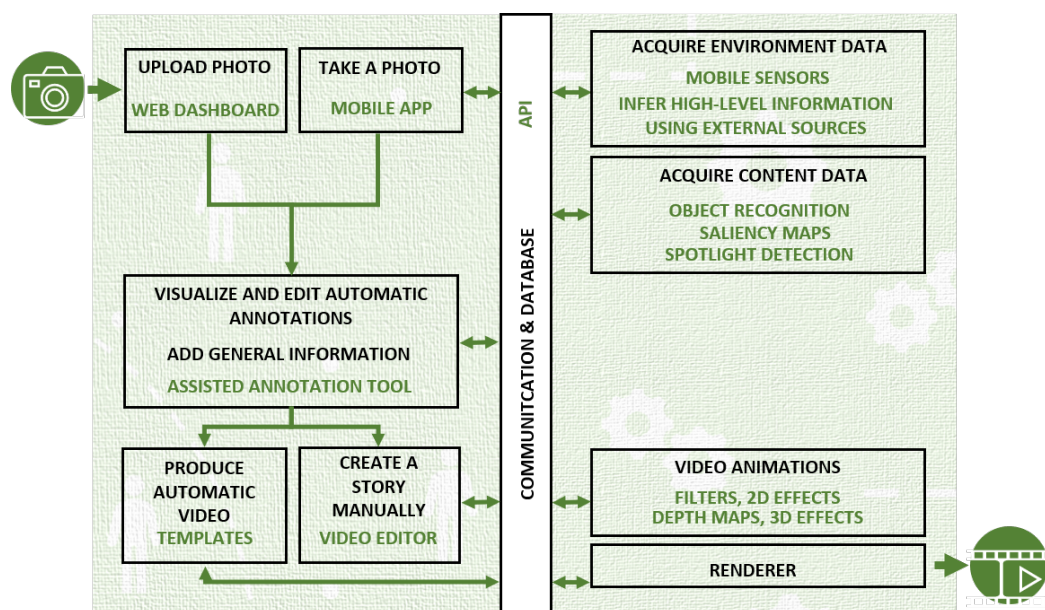 UPLOAD PHOTO
WEB DASHBOARD
TAKE A PHOTO
MOBILE APP
VISUALIZE AND EDIT AUTOMATIC
ANNOTATIONS
ADD GENERAL INFORMATION
ASSISTED ANNOTATION TOOL
PRODUCE
AUTOMATIC
VIDEO
TEMPLATES
CREATE A
STORY
MANUALLY
VIDEO EDITOR
COMMUNITCATION & DATABASE
API
ACQUIRE ENVIRONMENT DATA
MOBILE SENSORS
INFER HIGH-LEVEL INFORMATION
USING EXTERNAL SOURCES
ACQUIRE CONTENT DATA
OBJECT RECOGNITION
SALIENCY MAPS
SPOTLIGHT DETECTION
VIDEO ANIMATIONS
FILTERS, 2D EFFECTS
DEPTH MAPS, 3D EFFECTS
RENDERER